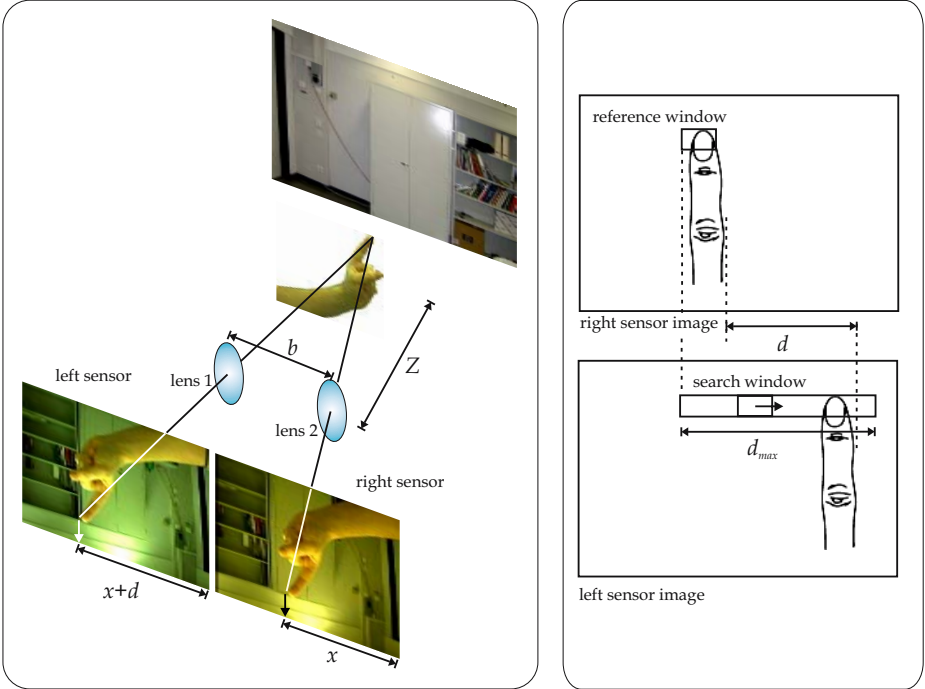 b
Z
left sensor
lens 1
lens 2
right sensor
x+d
x
reference window
right sensor image
d
search window
d_max
left sensor image